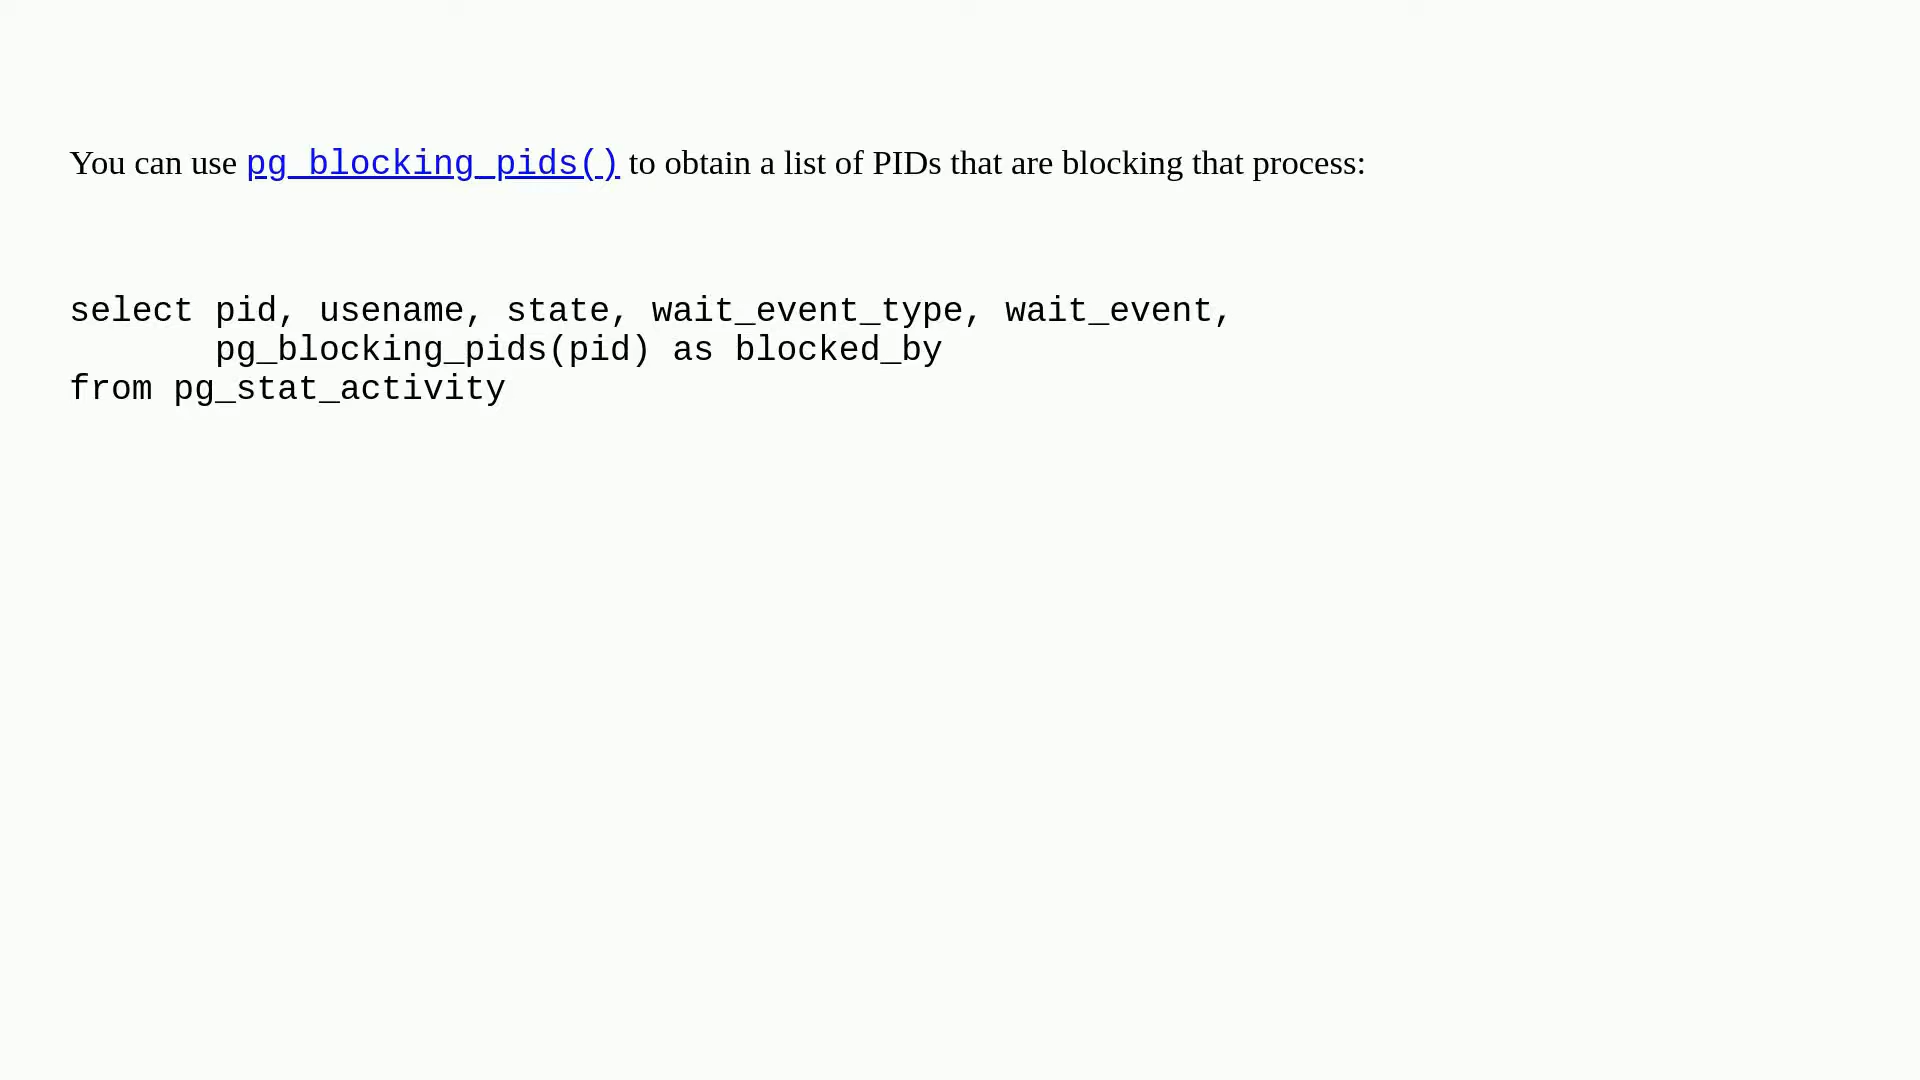 You can use pg_blocking_pids() to obtain a list of PIDs that are blocking that process:
select pid, usename, state, wait_event_type, wait_event,
       pg_blocking_pids(pid) as blocked_by
from pg_stat_activity